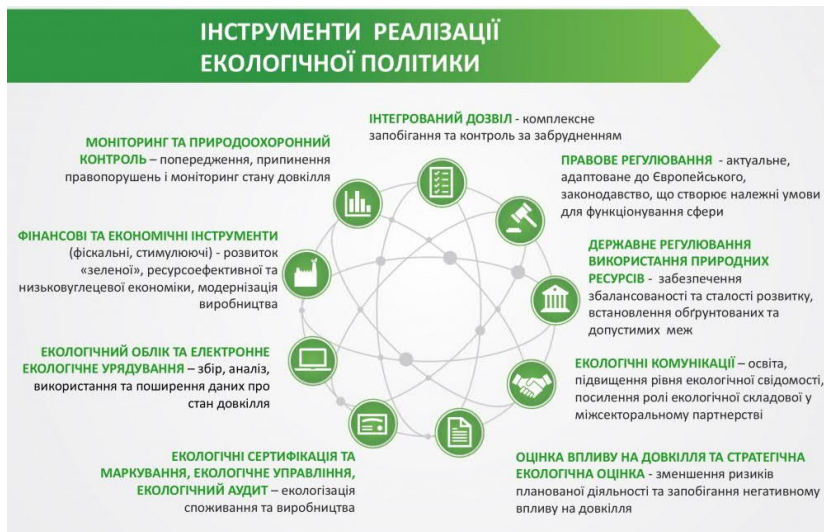 ІНСТРУМЕНТИ РЕАЛІЗАЦІЇ
ЕКОЛОГІЧНОЇ ПОЛІТИКИ
ІНТЕГРОВАНИЙ ДОЗВІЛ - комплексне
запобігання та контроль за забрудненням
ПРАВОВЕ РЕГУЛЮВАННЯ - актуальне,
адаптоване до Європейського,
законодавство, що створює належні умови
для функціонування сфери
ДЕРЖАВНЕ РЕГУЛЮВАННЯ
ВИКОРИСТАННЯ ПРИРОДНИХ
РЕСУРСІВ - забезпечення
збалансованості та сталості розвитку,
встановлення обґрунтованих та
допустимих меж
ЕКОЛОГІЧНІ КОМУНІКАЦІЇ – освіта,
підвищення рівня екологічної свідомості,
посилення ролі екологічної складової у
міжсекторальному партнерстві
ОЦІНКА ВПЛИВУ НА ДОВКІЛЛЯ ТА СТРАТЕГІЧНА
ЕКОЛОГІЧНА ОЦІНКА - зменшення ризиків
планованої діяльності та запобігання негативному
впливу на довкілля
ЕКОЛОГІЧНІ СЕРТИФІКАЦІЯ ТА
МАРКУВАННЯ, ЕКОЛОГІЧНЕ УПРАВЛІННЯ,
ЕКОЛОГІЧНИЙ АУДИТ – екологізація
споживання та виробництва
ЕКОЛОГІЧНИЙ ОБЛІК ТА ЕЛЕКТРОННЕ
ЕКОЛОГІЧНЕ УРЯДУВАННЯ – збір, аналіз,
використання та поширення даних про
стан довкілля
ФІНАНСОВІ ТА ЕКОНОМІЧНІ ІНСТРУМЕНТИ
(фіскальні, стимулюючі) - розвиток
«зеленої», ресурсоефективної та
низьковуглецевої економіки, модернізація
виробництва
МОНІТОРИНГ ТА ПРИРОДООХОРОННИЙ
КОНТРОЛЬ – попередження, припинення
правопорушень і моніторинг стану довкілля